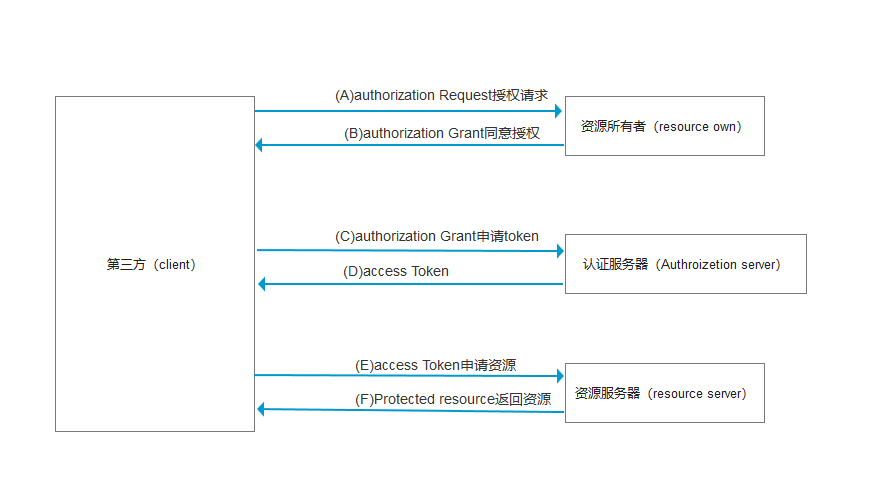 (A)authorization Request授权请求
资源所有者（resource own）
(B)authorization Grant同意授权
(C)authorization Grant申请token
第三方（client）
认证服务器（Authroizetion server）
(D)access Token
(E)access Token申请资源
资源服务器（resource server）
(F)Protected resource返回资源